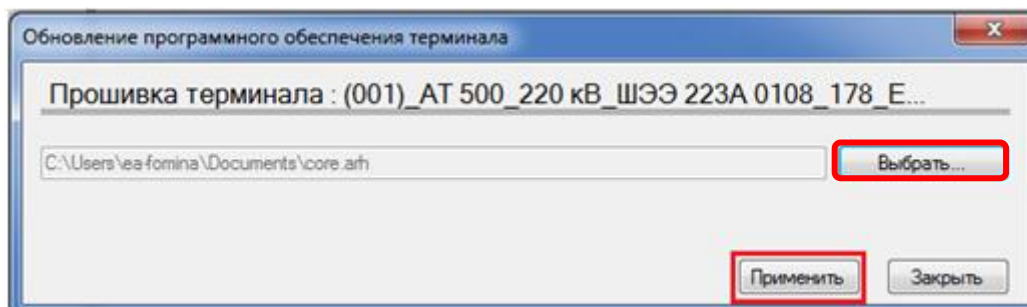 Обновление программного обеспечения терминала
Прошивка терминала : (001)_АТ 500_220 кВ_ШЭЭ 223А 0108_178_Е...
C:\Users\ea-fomina\Documents\core.arh
Выбрать...
Применить
Закрыть